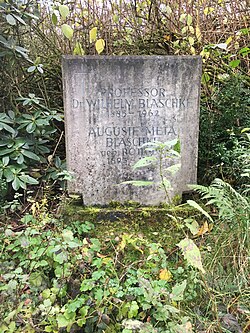 PROFESSOR
Dr WILHELM BLASCHKE
1885-1962
AUGUSTE META
BLASCHKE